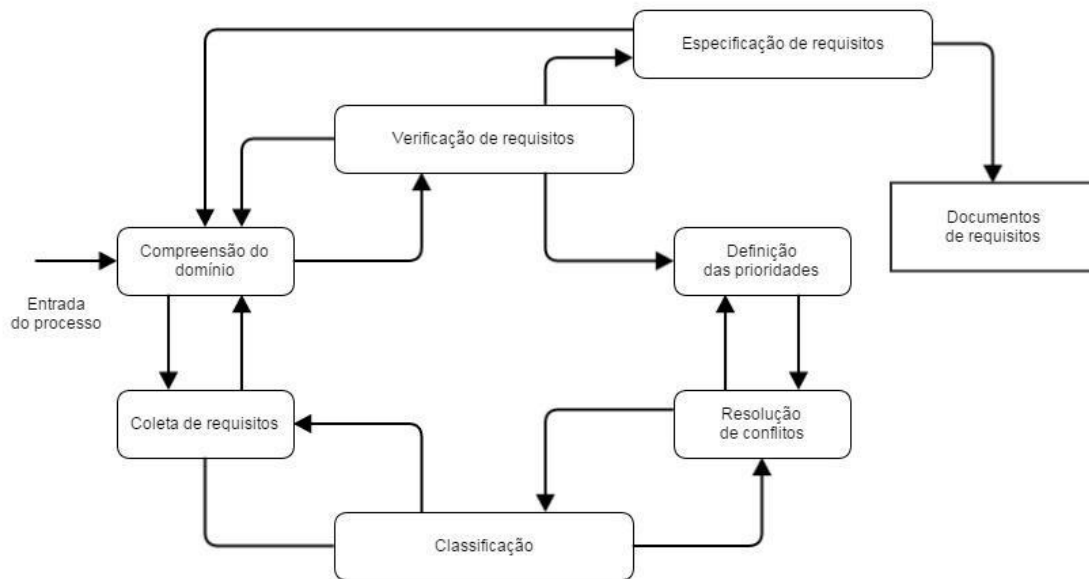 Especificação de requisitos
Verificação de requisitos
Documentos
de requisitos
Compreensão do
domínio
Definição
das prioridades
Entrada
do processo
Coleta de requisitos
Resolução
de conflitos
Classificação